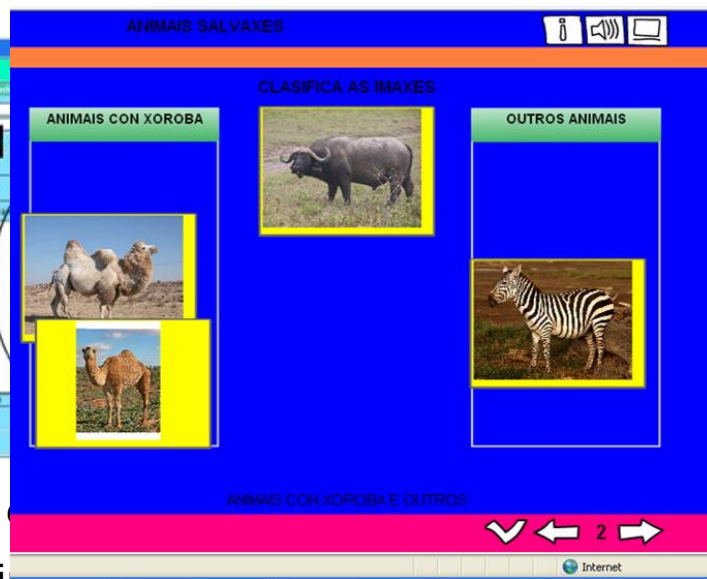 ANIMAIS SALVAXES
CLASIFICA AS IMAXES
ANIMAIS CON XOROBA
OUTROS ANIMAIS
ANIMAIS CON XOROBA E OUTROS
2
Internet